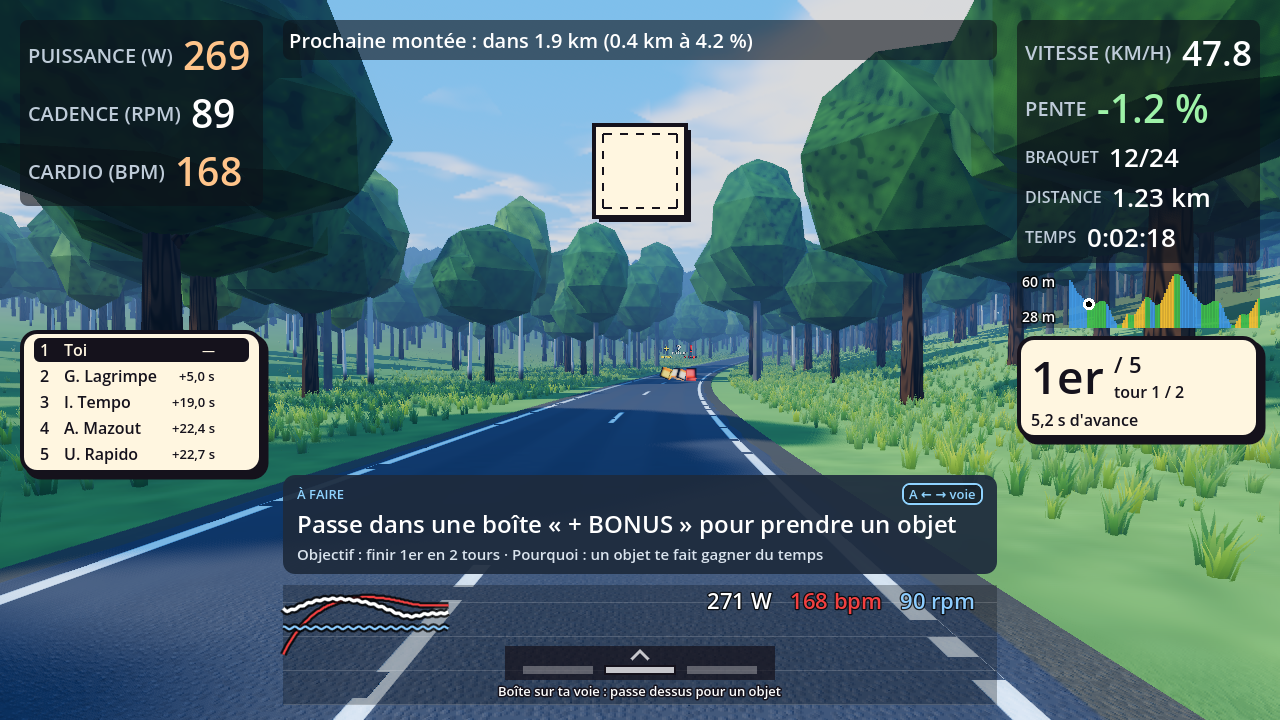 PUISSANCE (W) 269
CADENCE (RPM) 89
CARDIO (BPM) 168
Prochaine montée : dans 1.9 km (0.4 km à 4.2 %)
VITESSE (KM/H) 47.8
PENTE -1.2 %
BRAQUET 12/24
DISTANCE 1.23 km
TEMPS 0:02:18
60 m
28 m
1 Toi —
2 G. Lagrimpe +5,0 s
3 I. Tempo +19,0 s
4 A. Mazout +22,4 s
5 U. Rapido +22,7 s
1er / 5
tour 1 / 2
5,2 s d'avance
À FAIRE
A ← → voie
Passe dans une boîte « + BONUS » pour prendre un objet
Objectif : finir 1er en 2 tours · Pourquoi : un objet te fait gagner du temps
271 W 168 bpm 90 rpm
Boîte sur ta voie : passe dessus pour un objet